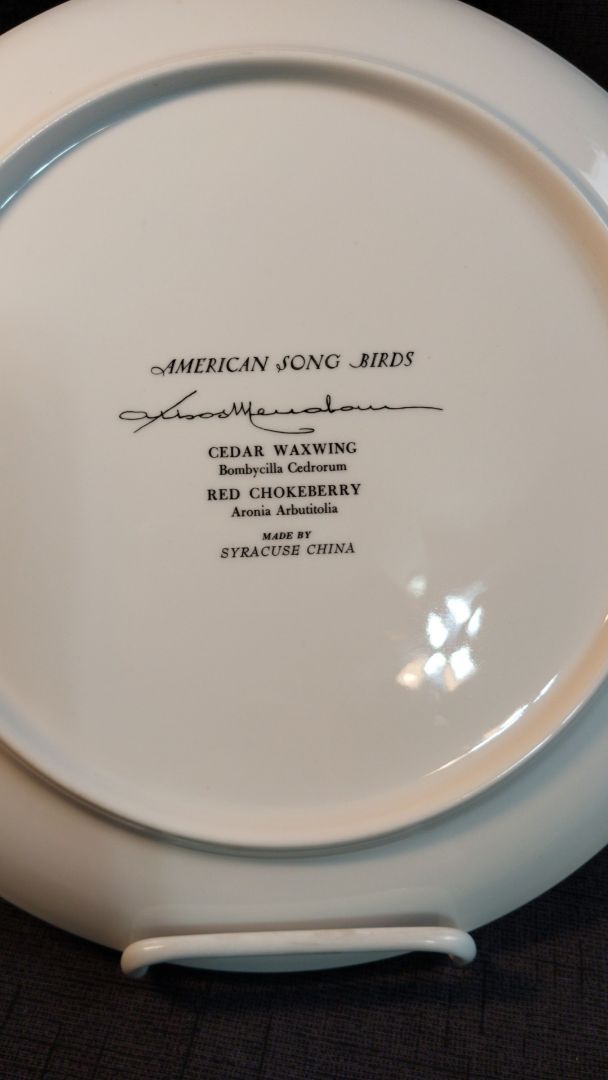 AMERICAN SONG BIRDS
CEDAR WAXWING
Bombycilla Cedrorum
RED CHOKEBERRY
Aronia Arbutitolia
MADE BY
SYRACUSE CHINA